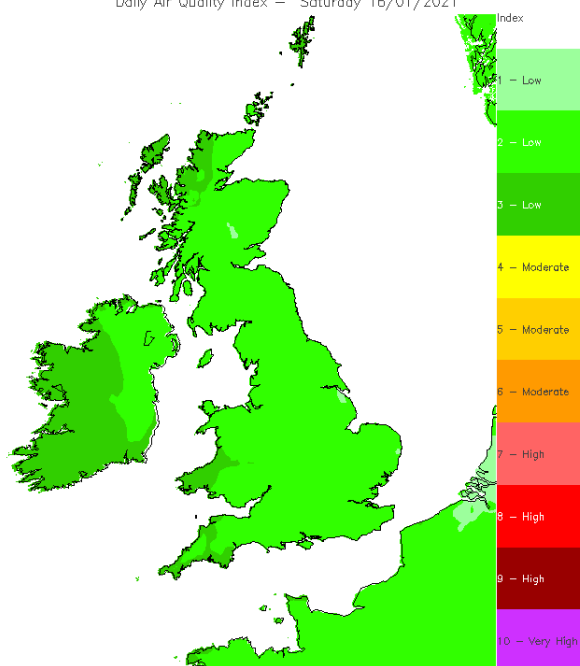 Daily Air Quality Index - Saturday 16/01/2021
Index
1 - Low
2 - Low
3 - Low
4 - Moderate
5 - Moderate
6 - Moderate
7 - High
8 - High
9 - High
10 - Very High